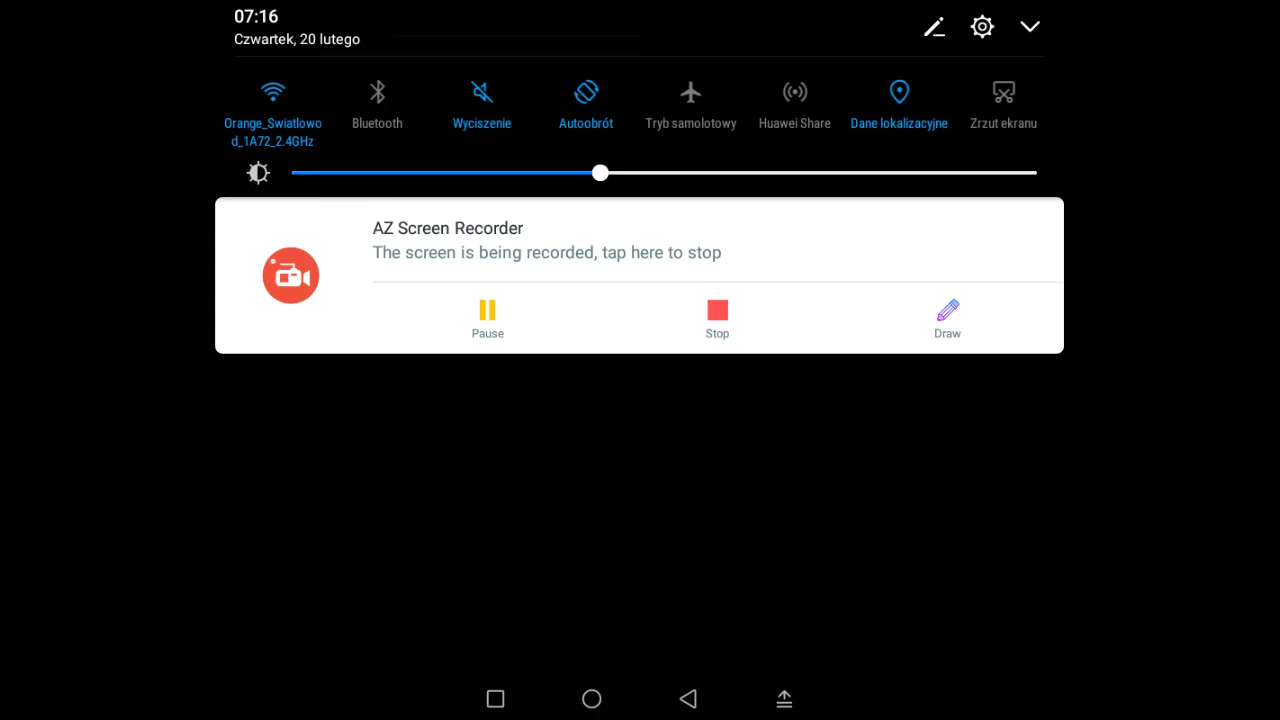 07:16
Czwartek, 20 lutego
Orange_Swiatlowo
d_1A72_2.4GHz
Bluetooth
Wyciszenie
Autoobrót
Tryb samolotowy
Huawei Share
Dane lokalizacyjne
Zrzut ekranu
AZ Screen Recorder
The screen is being recorded, tap here to stop
Pause
Stop
Draw